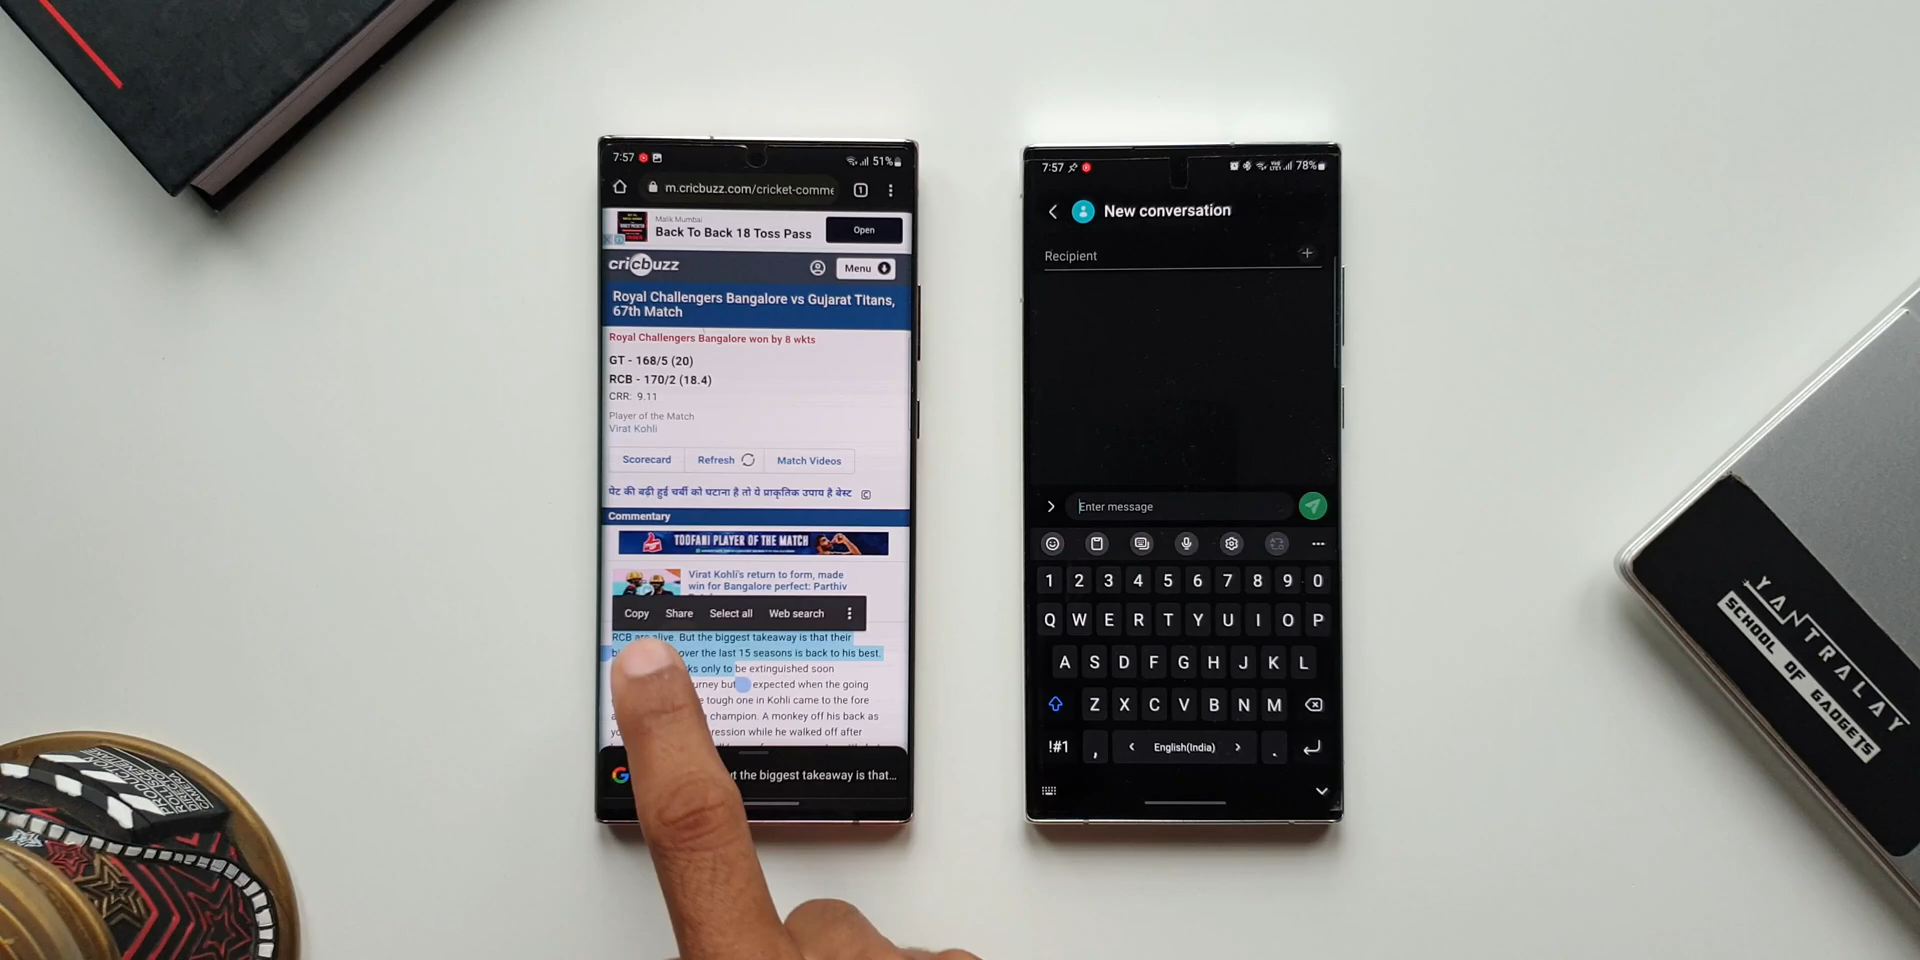 7:57
51%
m.cricbuzz.com/cricket-comme
1
Malik Mumbai
Back To Back 18 Toss Pass
Open
cricbuzz
Menu
Royal Challengers Bangalore vs Gujarat Titans,
67th Match
Royal Challengers Bangalore won by 8 wkts
GT - 168/5 (20)
RCB - 170/2 (18.4)
CRR: 9.11
Player of the Match
Virat Kohli
Scorecard
Refresh
Match Videos
पेट की बढ़ी हुई चर्बी को घटाना है तो ये प्राकृतिक उपाय है बेस्ट
Commentary
TOOFANI PLAYER OF THE MATCH
Virat Kohli's return to form, made
win for Bangalore perfect: Parthiv
Copy Share Select all Web search
RCB are alive. But the biggest takeaway is that their
over the last 15 seasons is back to his best.
only to be extinguished soon
but expected when the going
tough one in Kohli came to the fore
champion. A monkey off his back as
while he walked off after
the biggest takeaway is that...
7:57
78%
New conversation
Recipient
Enter message
1 2 3 4 5 6 7 8 9 0
Q W E R T Y U I O P
A S D F G H J K L
Z X C V B N M
!#1 , < English(India) > .
YANTRALAY
SCHOOL OF GADGETS
PRODUCTION
DIRECTOR
CAMERA